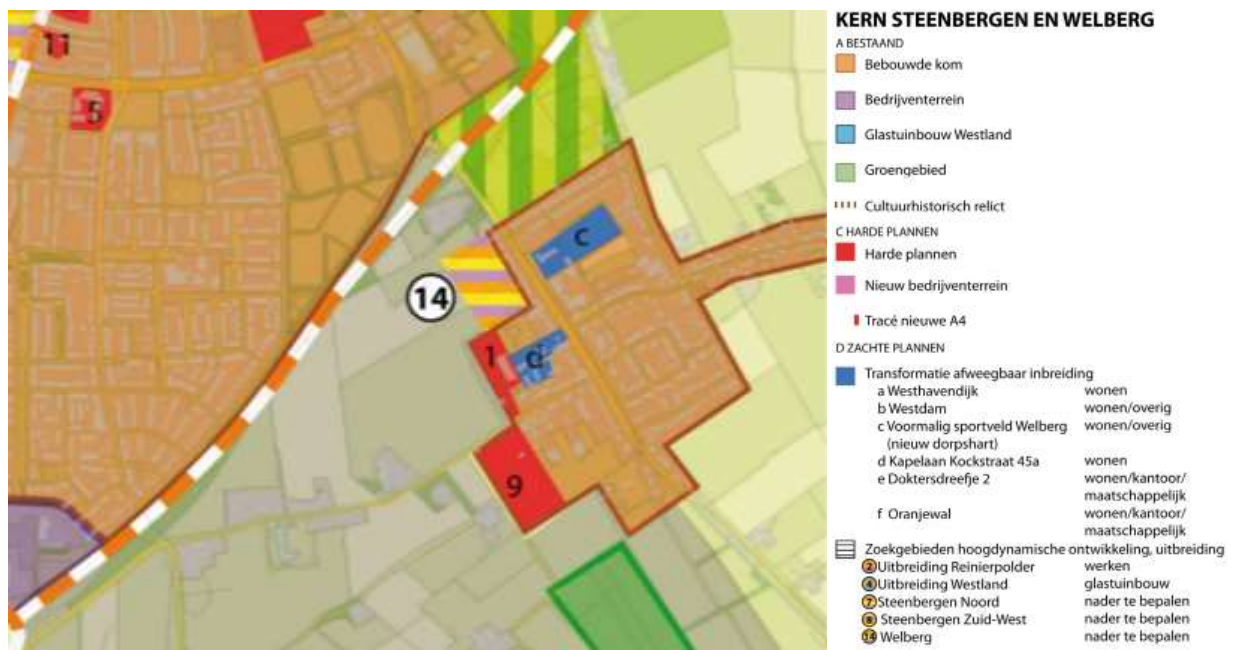 11
5
c
14
1
d
9
KERN STEENBERGEN EN WELBERG
A BESTAAND
Bebouwde kom
Bedrijventerrein
Glastuinbouw Westland
Groengebied
Cultuurhistorisch relict
C HARDE PLANNEN
Harde plannen
Nieuw bedrijventerrein
Tracé nieuwe A4
D ZACHTE PLANNEN
Transformatie afweegbaar inbreiding
a Westhavendijk wonen
b Westdam wonen/overig
c Voormalig sportveld Welberg wonen/overig
(nieuw dorpshart)
d Kapelaan Kockstraat 45a wonen
e Doktersdreefje 2 wonen/kantoor/
maatschappelijk
f Oranjewal wonen/kantoor/
maatschappelijk
Zoekgebieden hoogdynamische ontwikkeling, uitbreiding
2 Uitbreiding Reinierpolder werken
4 Uitbreiding Westland glastuinbouw
7 Steenbergen Noord nader te bepalen
8 Steenbergen Zuid-West nader te bepalen
14 Welberg nader te bepalen